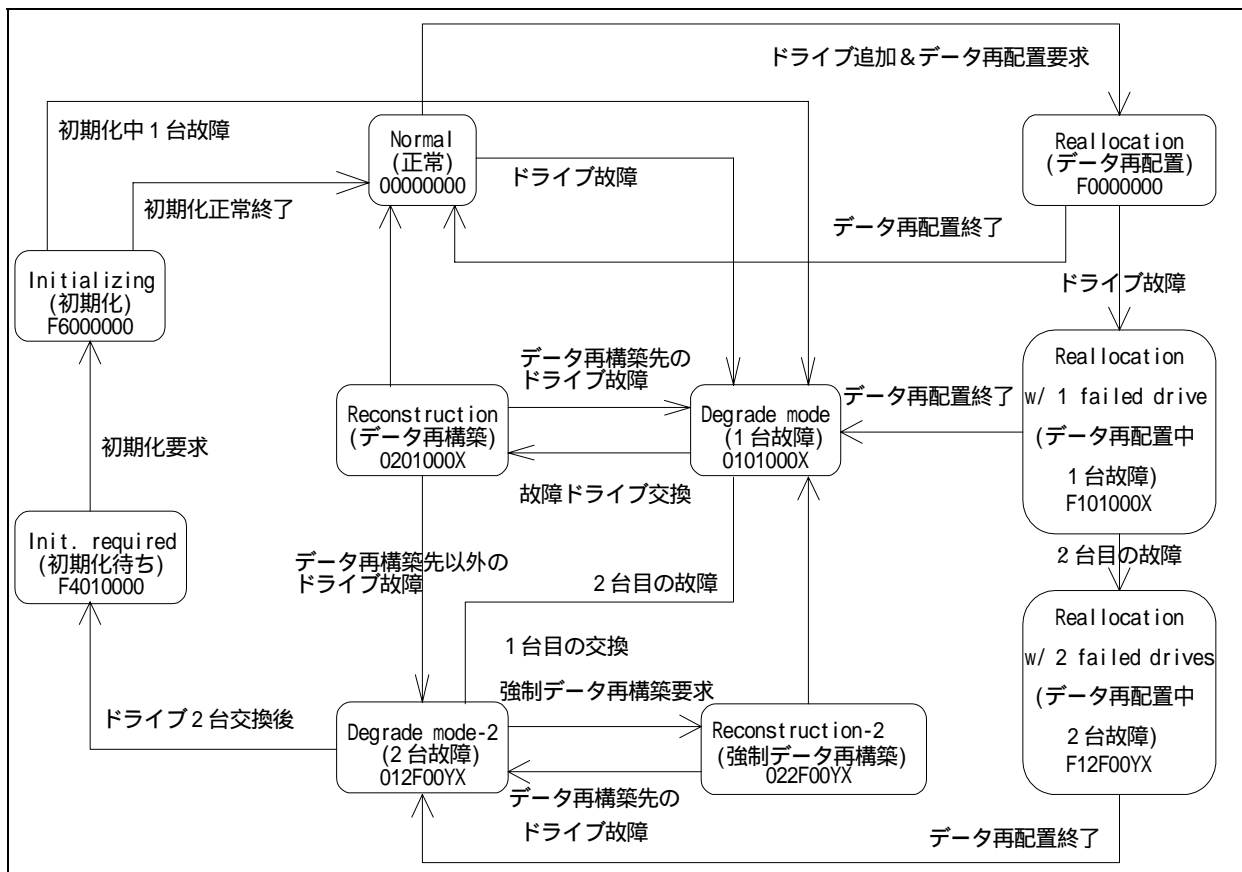 ドライブ追加＆データ再配置要求
初期化中1台故障
Normal
(正常)
00000000
ドライブ故障
Reallocation
(データ再配置)
F0000000
初期化正常終了
データ再配置終了
Initializing
(初期化)
F6000000
ドライブ故障
データ再構築先の
ドライブ故障
Reconstruction
(データ再構築)
0201000X
Degrade mode
(1台故障)
0101000X
データ再配置終了
Reallocation
w/ 1 failed drive
(データ再配置中
1台故障)
F101000X
初期化要求
故障ドライブ交換
Init. required
(初期化待ち)
F4010000
データ再構築先以外の
ドライブ故障
2台目の故障
2台目の故障
Reallocation
w/ 2 failed drives
(データ再配置中
2台故障)
F12F00YX
1台目の交換
強制データ再構築要求
ドライブ2台交換後
Degrade mode-2
(2台故障)
012F00YX
Reconstruction-2
(強制データ再構築)
022F00YX
データ再構築先の
ドライブ故障
データ再配置終了